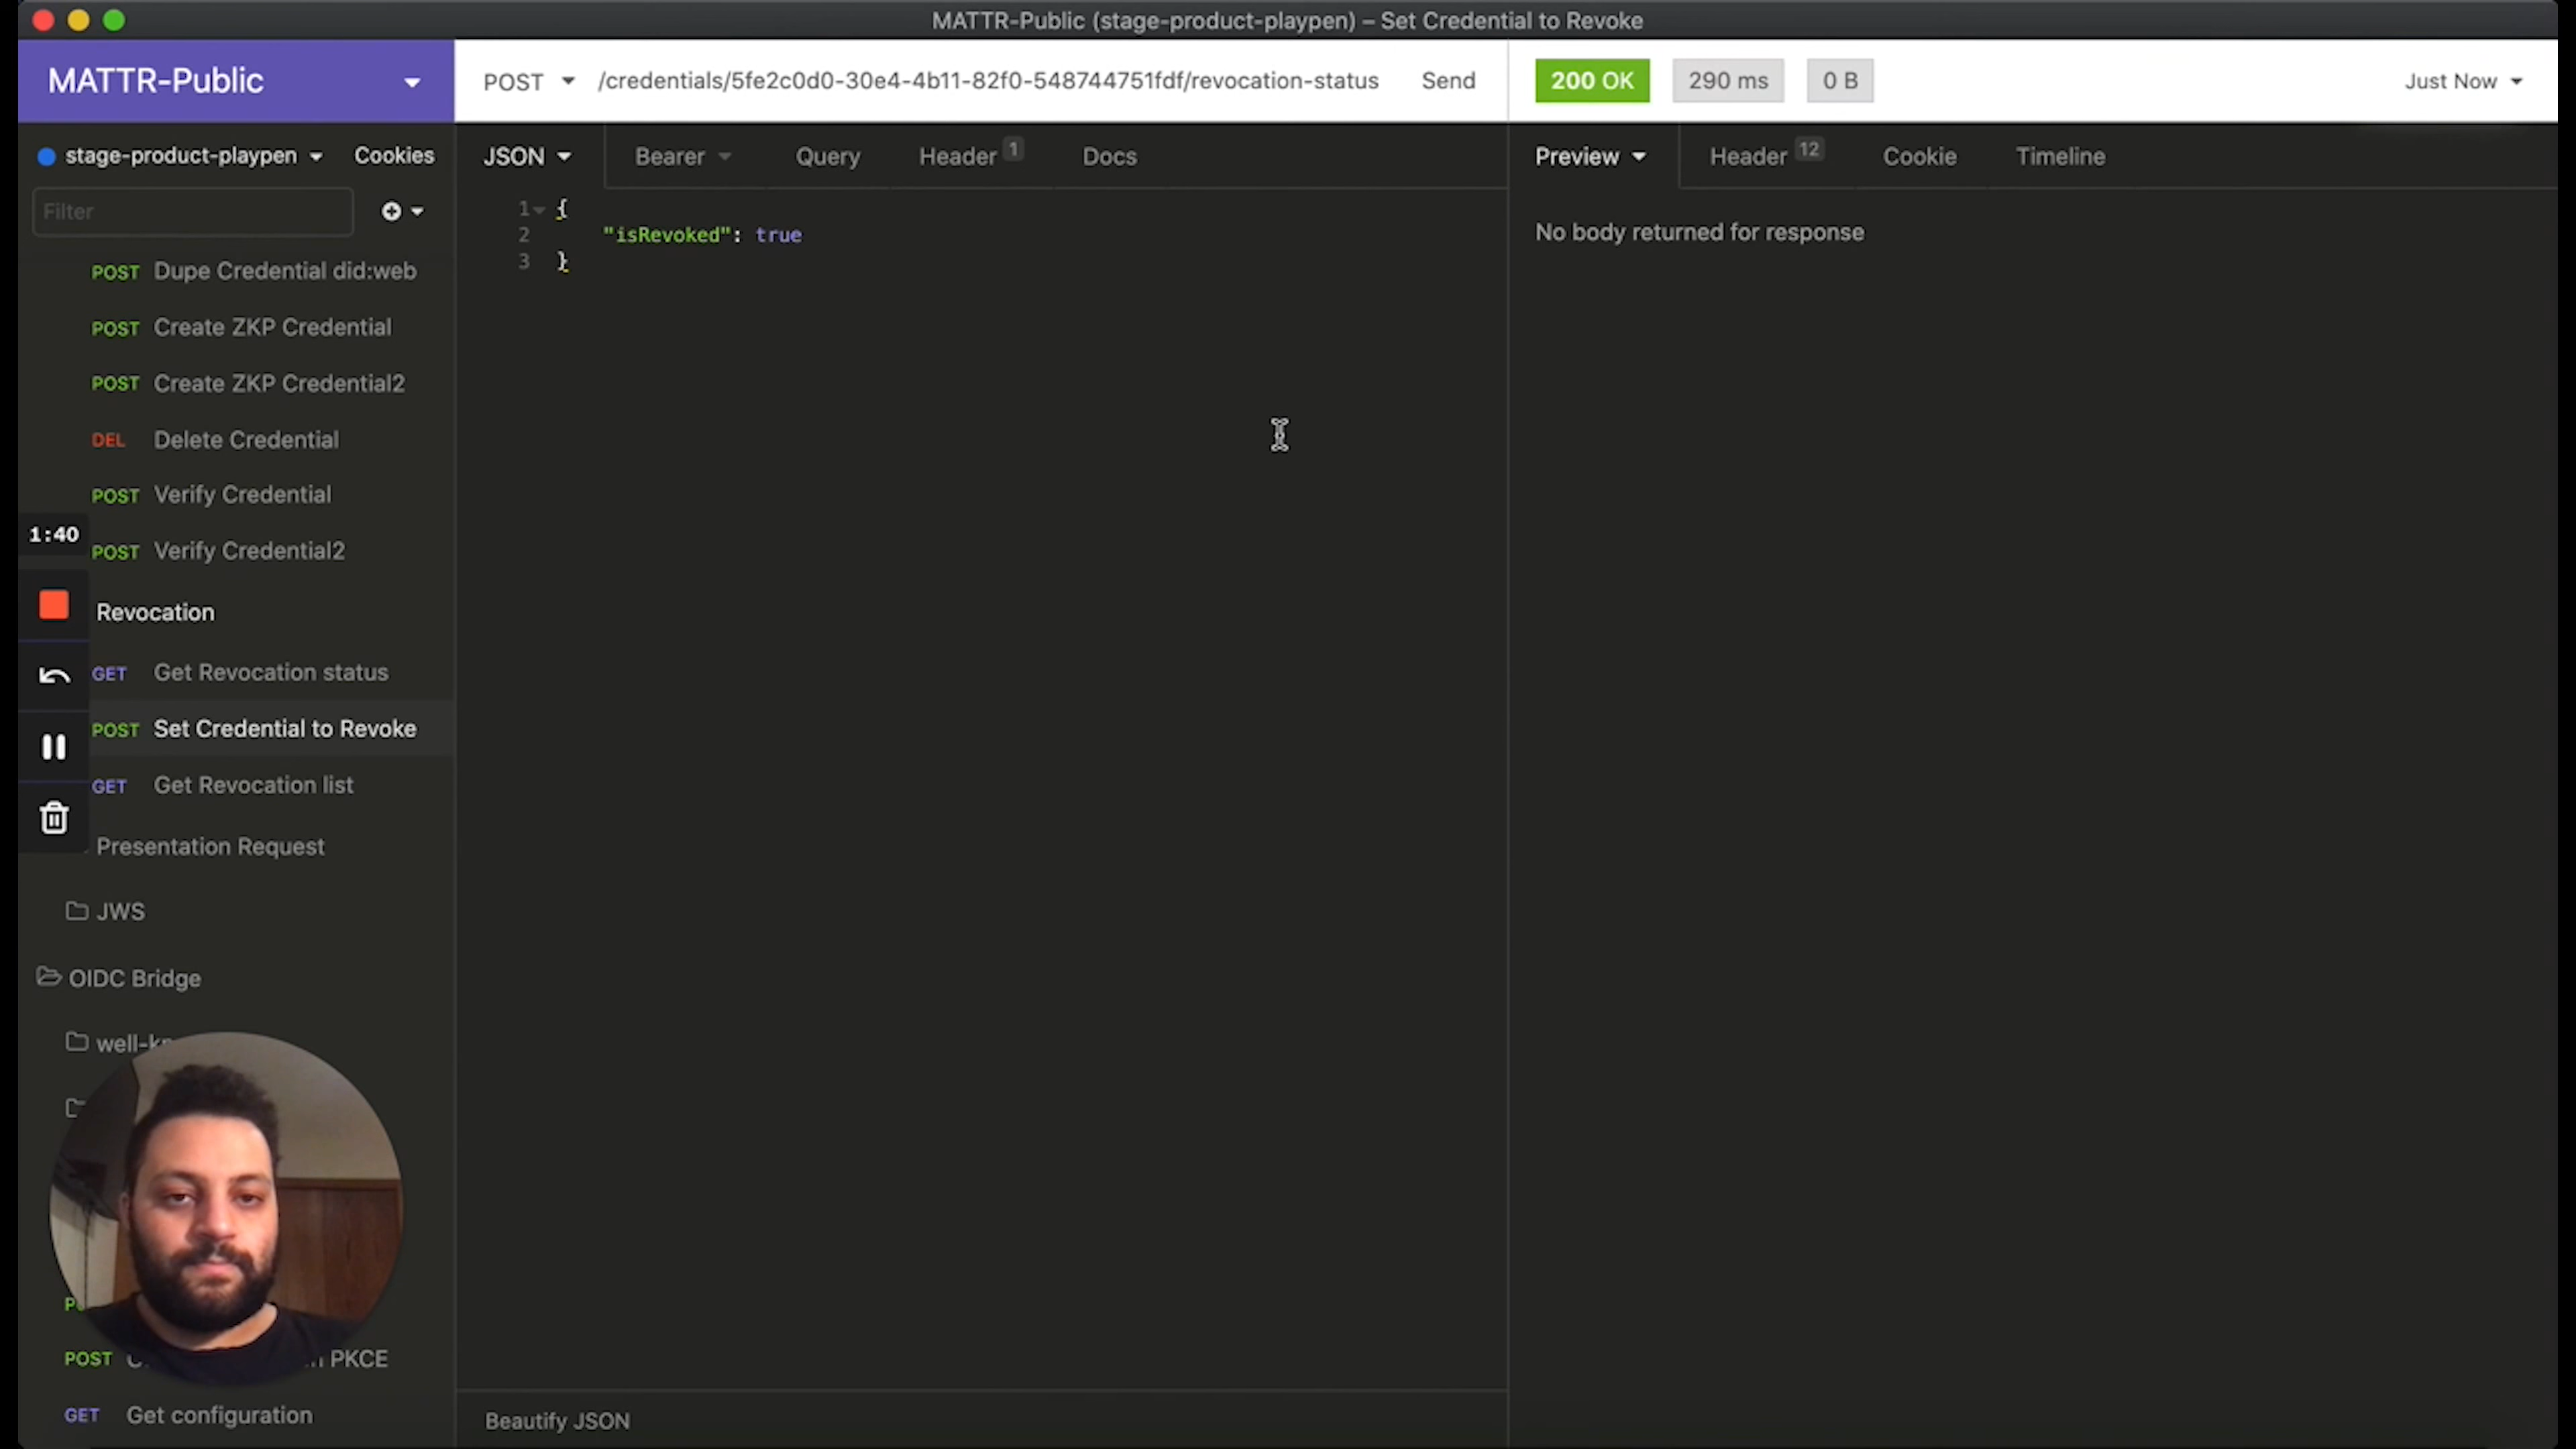 MATTR-Public (stage-product-playpen) – Set Credential to Revoke
MATTR-Public
POST /credentials/5fe2c0d0-30e4-4b11-82f0-548744751fdf/revocation-status Send
200 OK 290 ms 0 B Just Now
stage-product-playpen Cookies
JSON Bearer Query Header 1 Docs
Preview Header 12 Cookie Timeline
Filter
1 {
2 "isRevoked": true
3 }
No body returned for response
POST Dupe Credential did:web
POST Create ZKP Credential
POST Create ZKP Credential2
DEL Delete Credential
POST Verify Credential
1:40
POST Verify Credential2
Revocation
GET Get Revocation status
POST Set Credential to Revoke
GET Get Revocation list
Presentation Request
JWS
OIDC Bridge
POST PKCE
GET Get configuration
Beautify JSON